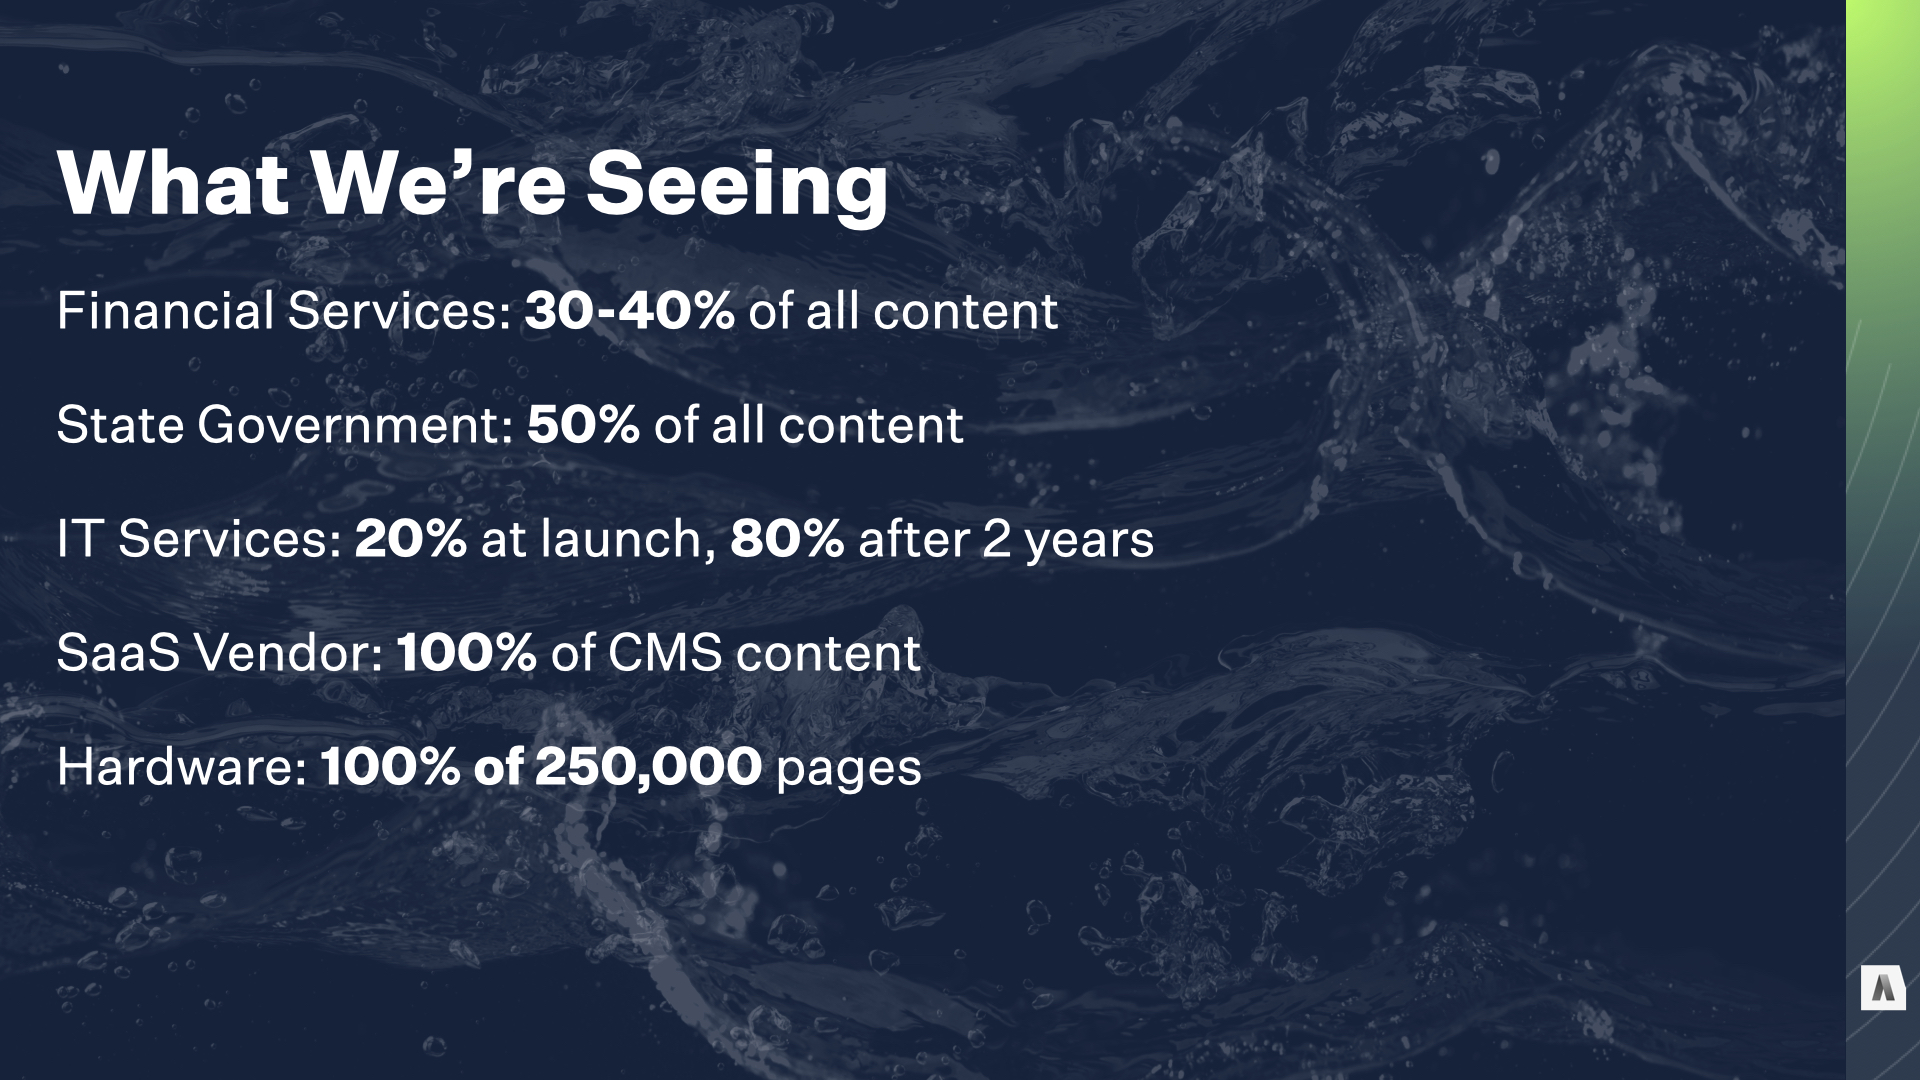 What We’re Seeing
Financial Services: 30-40% of all content
State Government: 50% of all content
IT Services: 20% at launch, 80% after 2 years
SaaS Vendor: 100% of CMS content
Hardware: 100% of 250,000 pages